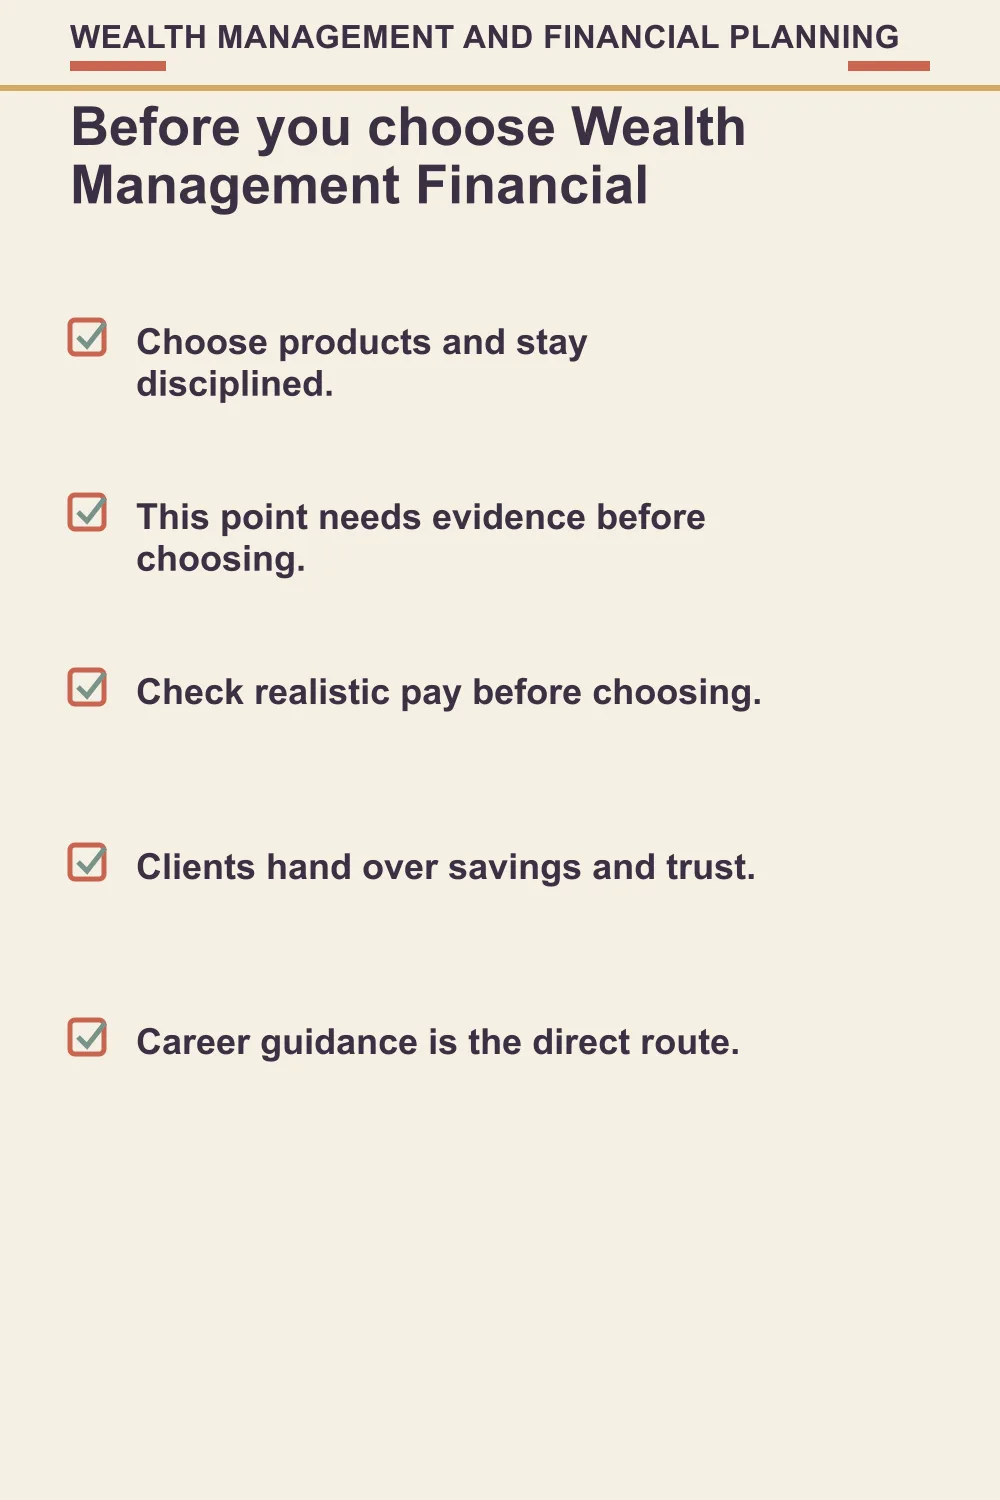 WEALTH MANAGEMENT AND FINANCIAL PLANNING
Before you choose Wealth
Management Financial
Choose products and stay
disciplined.
This point needs evidence before
choosing.
Check realistic pay before choosing.
Clients hand over savings and trust.
Career guidance is the direct route.